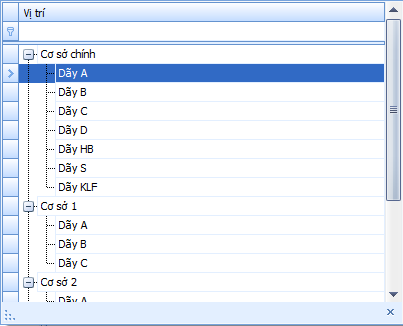 Vị trí
Cơ sở chính
Dãy A
Dãy B
Dãy C
Dãy D
Dãy HB
Dãy S
Dãy KLF
Cơ sở 1
Dãy A
Dãy B
Dãy C
Cơ sở 2
Dãy A